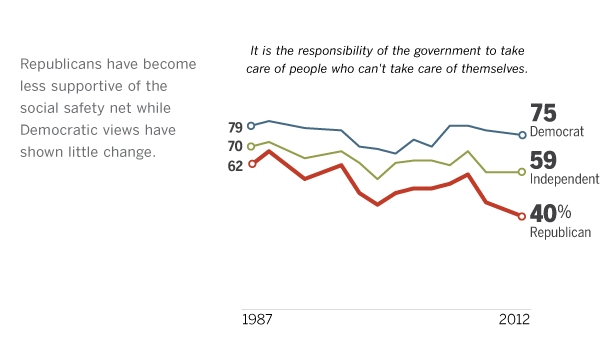 Republicans have become
less supportive of the
social safety net while
Democratic views have
shown little change.
It is the responsibility of the government to take
care of people who can't take care of themselves.
79
70
62
75
Democrat
59
Independent
40%
Republican
1987
2012